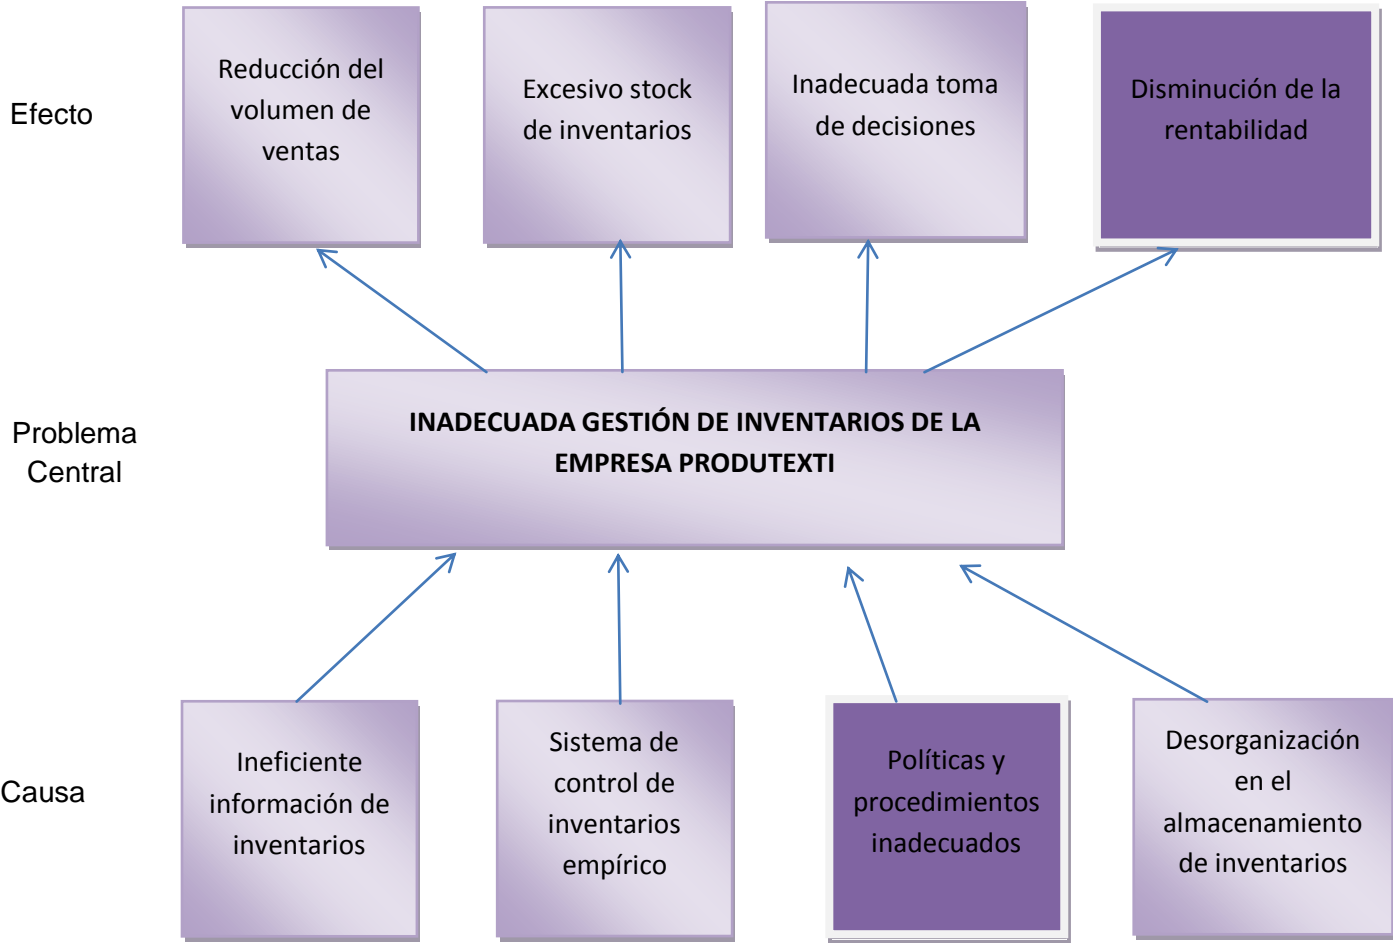 Efecto
Reducción del
volumen de
ventas
Excesivo stock
de inventarios
Inadecuada toma
de decisiones
Disminución de la
rentabilidad
Problema
Central
INADECUADA GESTIÓN DE INVENTARIOS DE LA
EMPRESA PRODUTEXTI
Causa
Ineficiente
información de
inventarios
Sistema de
control de
inventarios
empírico
Políticas y
procedimientos
inadecuados
Desorganización
en el
almacenamiento
de inventarios